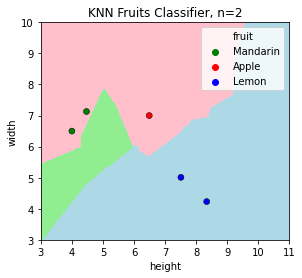 KNN Fruits Classifier, n=2
fruit
Mandarin
Apple
Lemon
10
9
8
7
6
5
4
3
width
3 4 5 6 7 8 9 10 11
height